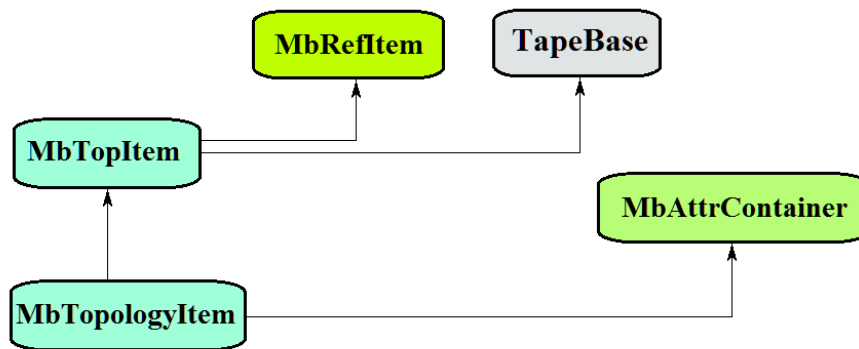 MbRefItem
TapeBase
MbTopItem
MbAttrContainer
MbTopologyItem